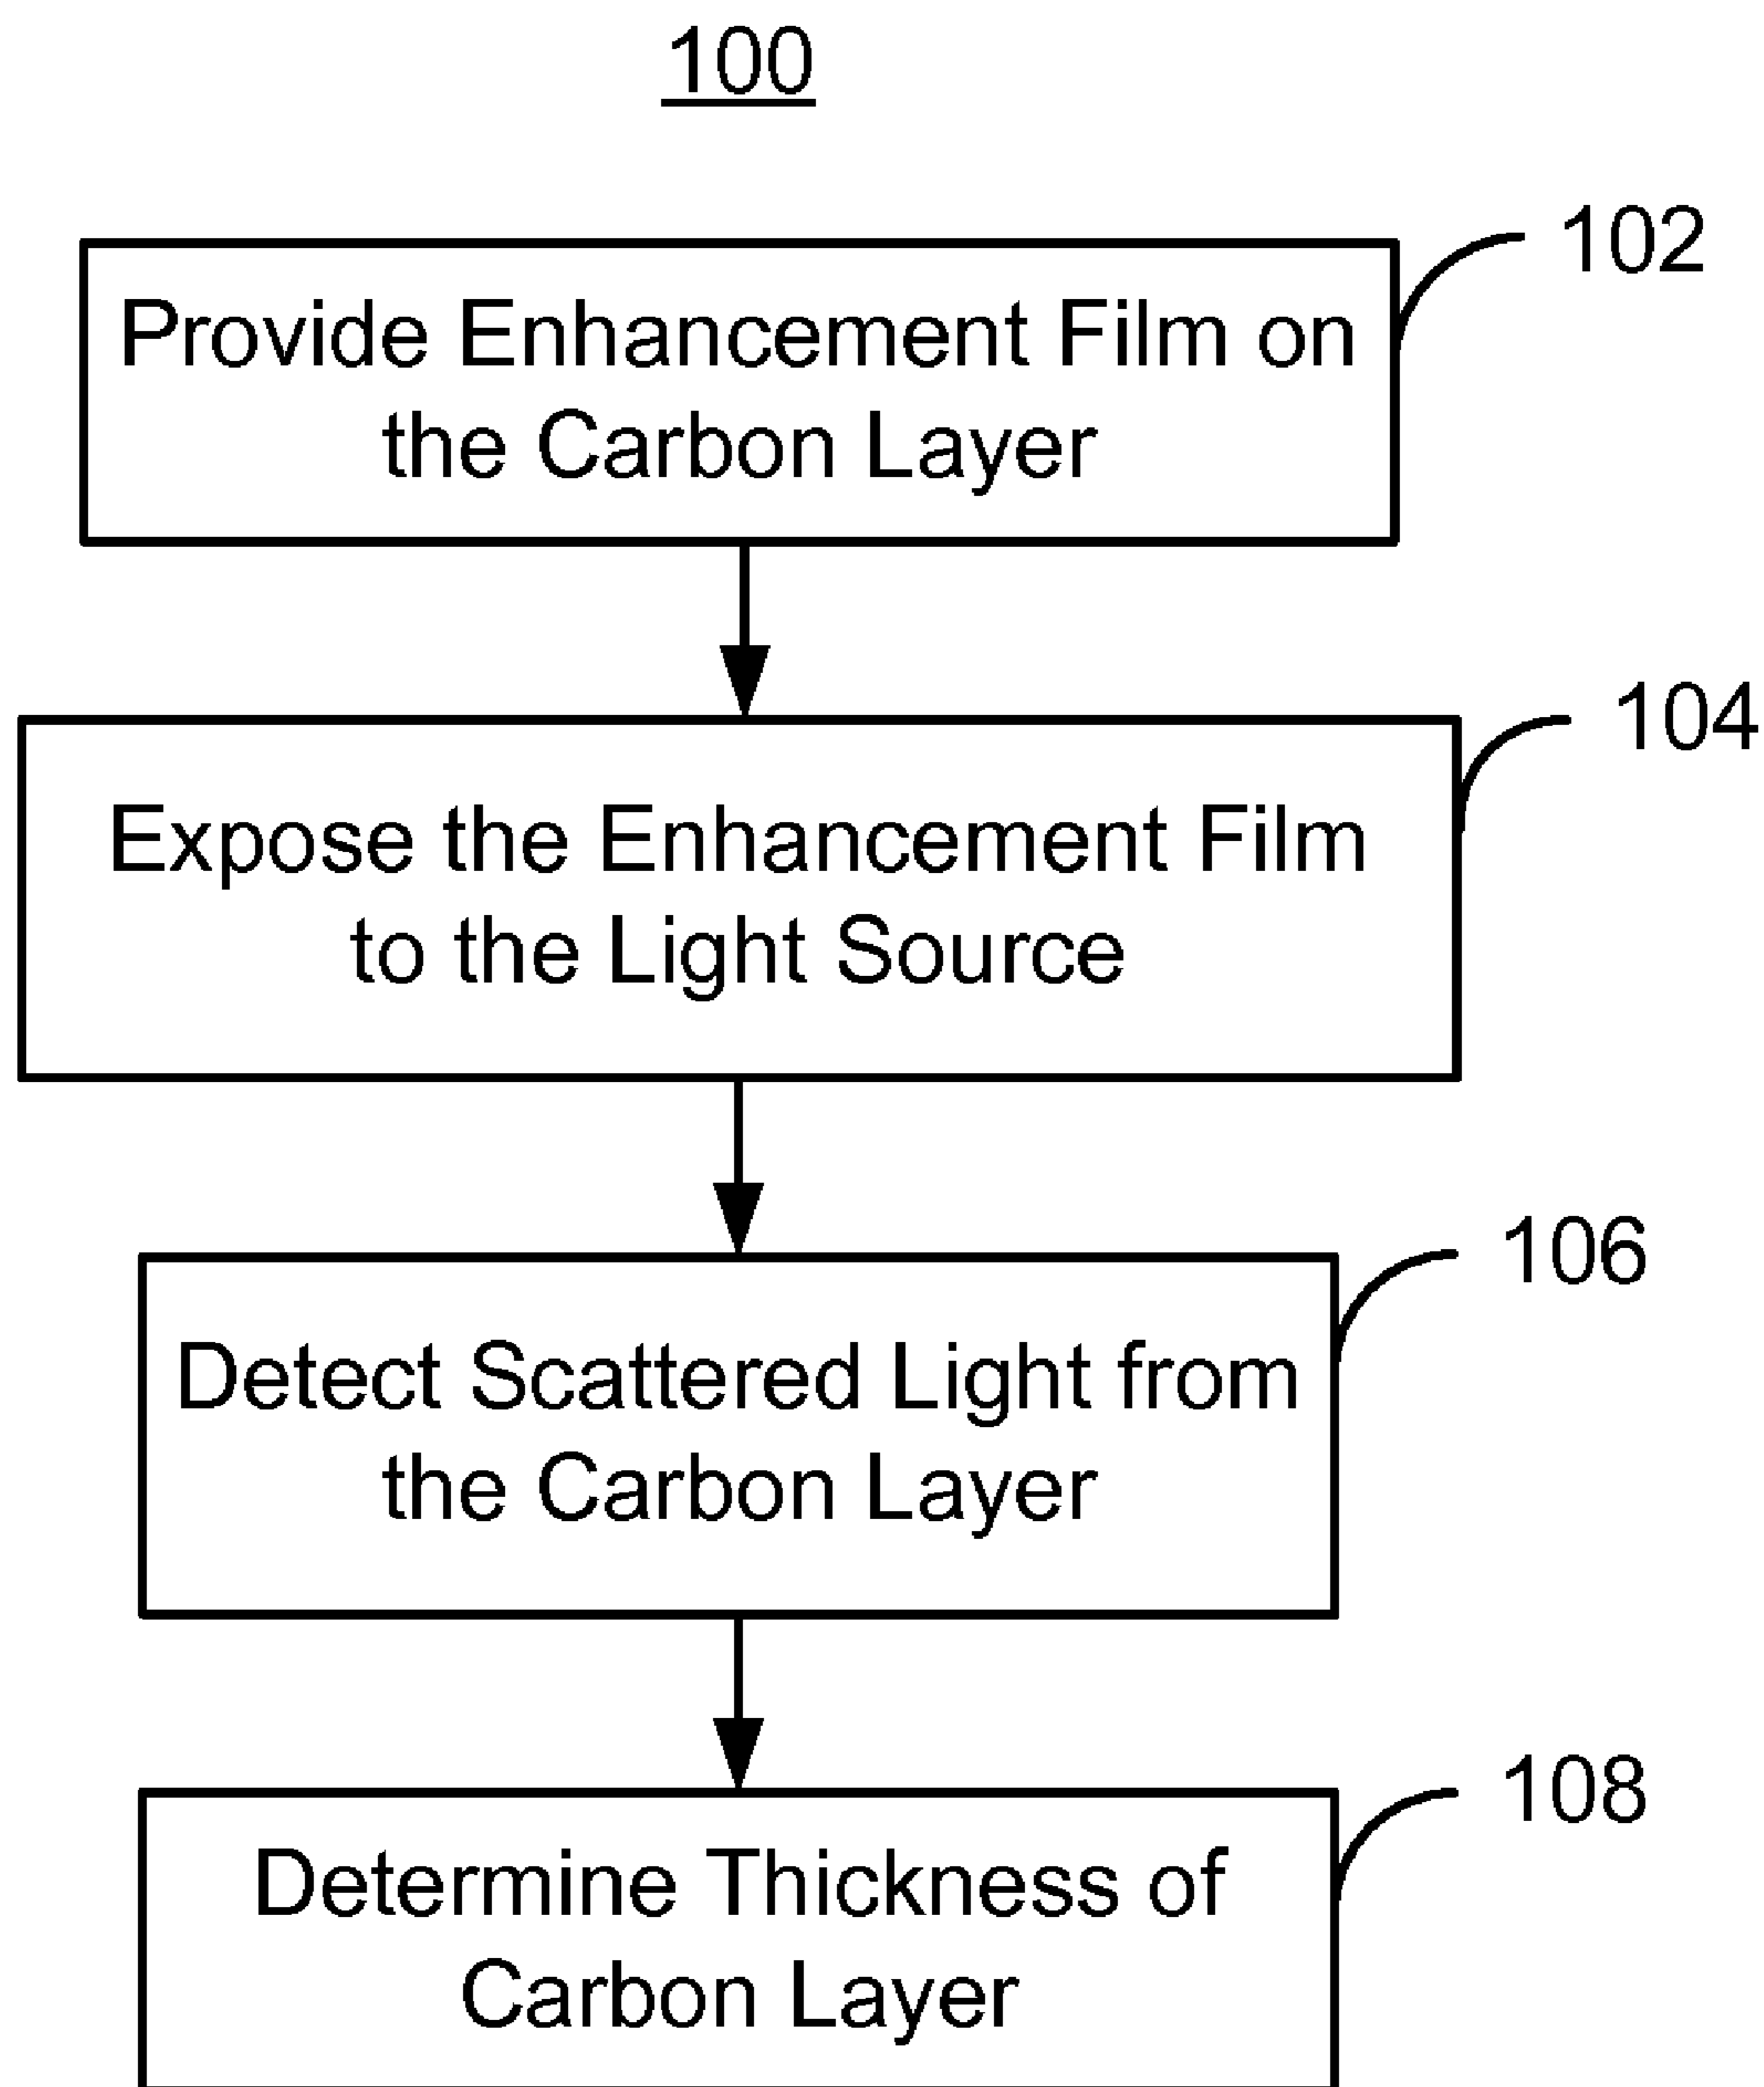 100
102
Provide Enhancement Film on
the Carbon Layer
104
Expose the Enhancement Film
to the Light Source
106
Detect Scattered Light from
the Carbon Layer
108
Determine Thickness of
Carbon Layer